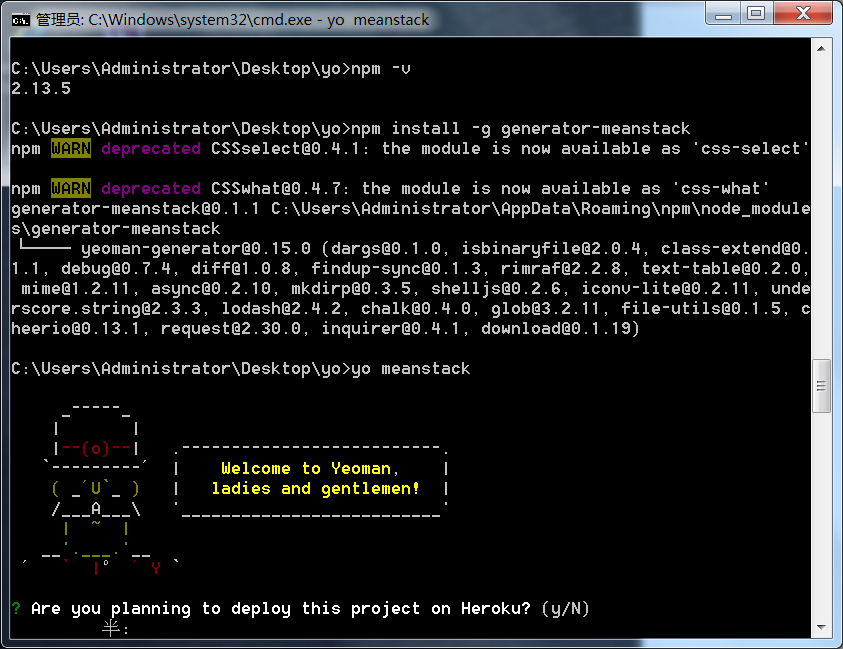 管理员: C:\Windows\system32\cmd.exe - yo  meanstack
C:\Users\Administrator\Desktop\yo>npm -v
2.13.5
C:\Users\Administrator\Desktop\yo>npm install -g generator-meanstack
npm WARN deprecated CSSselect@0.4.1: the module is now available as 'css-select'
npm WARN deprecated CSSwhat@0.4.7: the module is now available as 'css-what'
generator-meanstack@0.1.1 C:\Users\Administrator\AppData\Roaming\npm\node_module
s\generator-meanstack
└── yeoman-generator@0.15.0 (dargs@0.1.0, isbinaryfile@2.0.4, class-extend@0.
1.1, debug@0.7.4, diff@1.0.8, findup-sync@0.1.3, rimraf@2.2.8, text-table@0.2.0,
mime@1.2.11, async@0.2.10, mkdirp@0.3.5, shelljs@0.2.6, iconv-lite@0.2.11, unde
rscore.string@2.3.3, lodash@2.4.2, chalk@0.4.0, glob@3.2.11, file-utils@0.1.5, c
heerio@0.13.1, request@2.30.0, inquirer@0.4.1, download@0.1.19)
C:\Users\Administrator\Desktop\yo>yo meanstack
     _-----_
    |       |
    |--(o)--|   .--------------------------.
   `---------´  |    Welcome to Yeoman,    |
    ( _´U`_ )   |   ladies and gentlemen!  |
    /___A___\   '__________________________'
     |  ~  |
   __'.___.'__
 ´   `  |° ´ Y `
? Are you planning to deploy this project on Heroku? (y/N)
半: